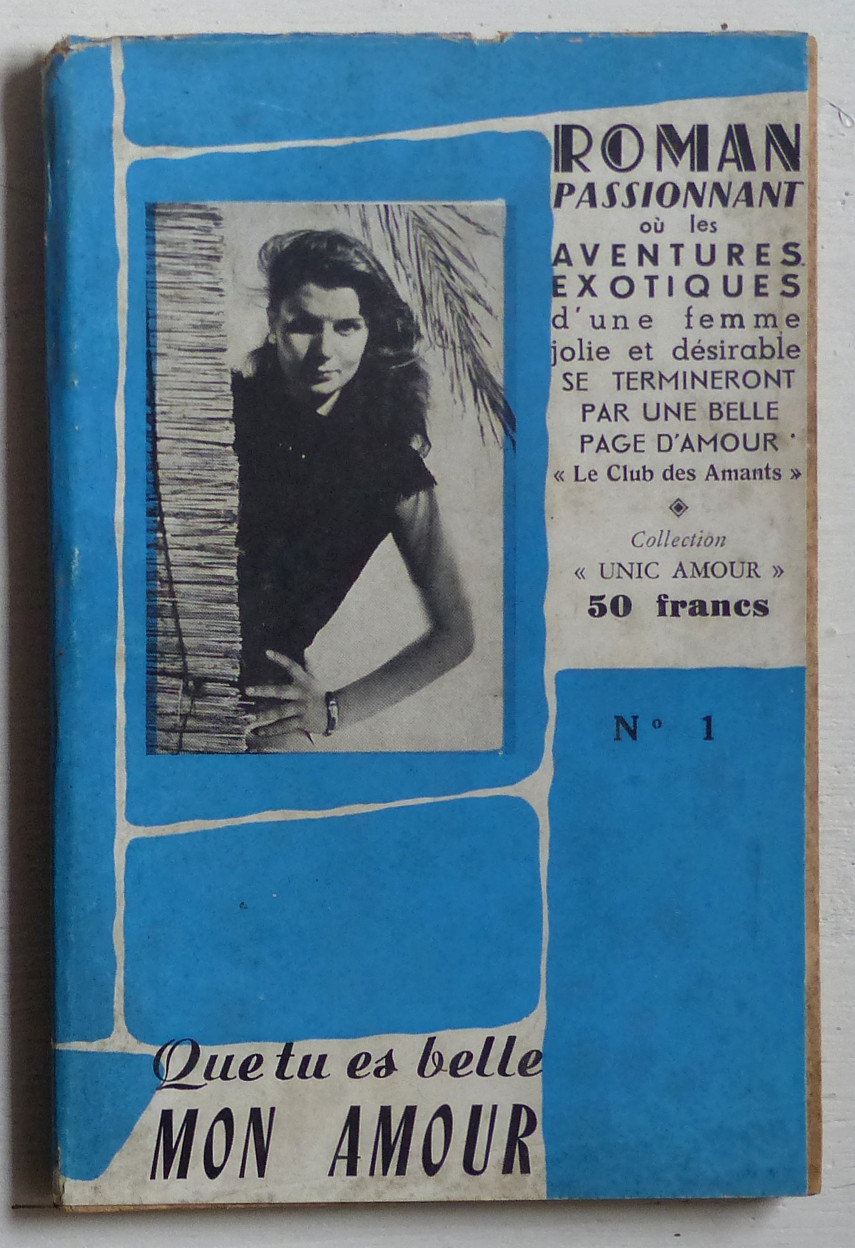 ROMAN
PASSIONNANT
où les
AVENTURES
EXOTIQUES
d'une femme
jolie et désirable
SE TERMINERONT
PAR UNE BELLE
PAGE D'AMOUR
« Le Club des Amants »
Collection
« UNIC AMOUR »
50 francs
N° 1
Que tu es belle
MON AMOUR